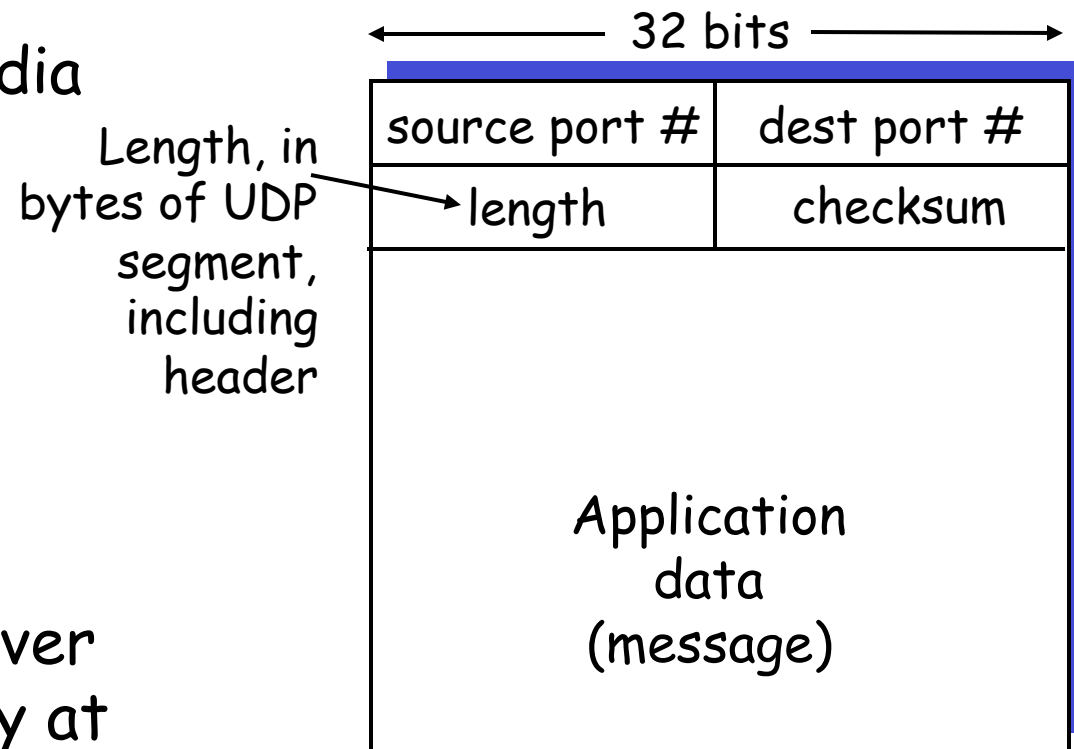 32 bits
dia
Length, in
bytes of UDP
segment,
including
header
source port #
dest port #
length
checksum
Application
data
(message)
ver
y at